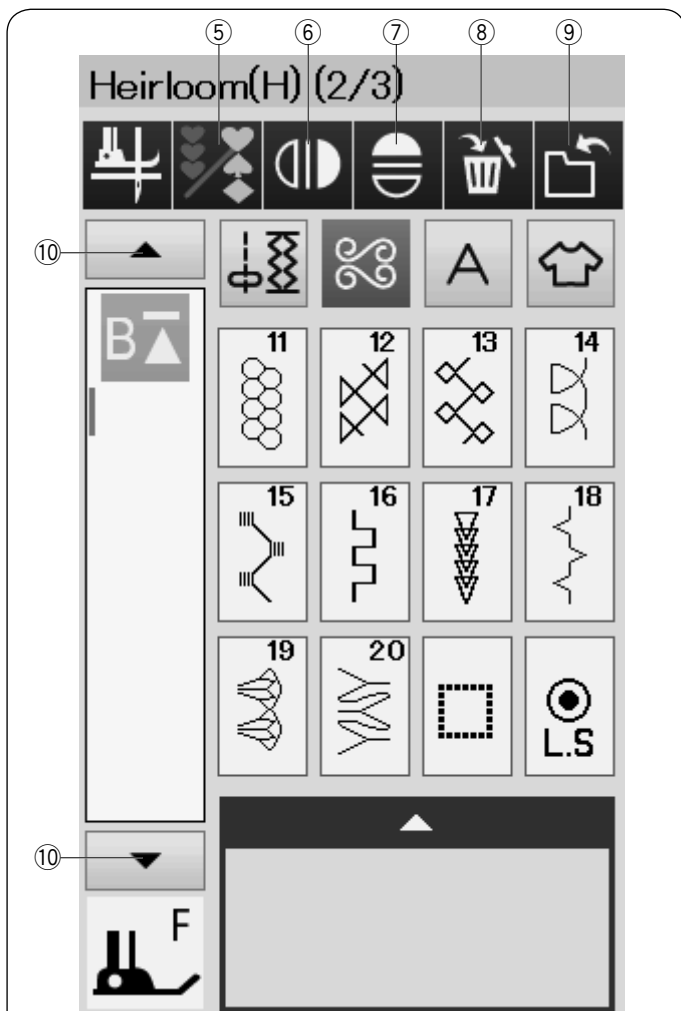 ⑤ ⑥ ⑦ ⑧ ⑨
Heirloom(H) (2/3)
⑩
A
B
11 12 13 14
15 16 17 18
19 20
L.S
⑩
F